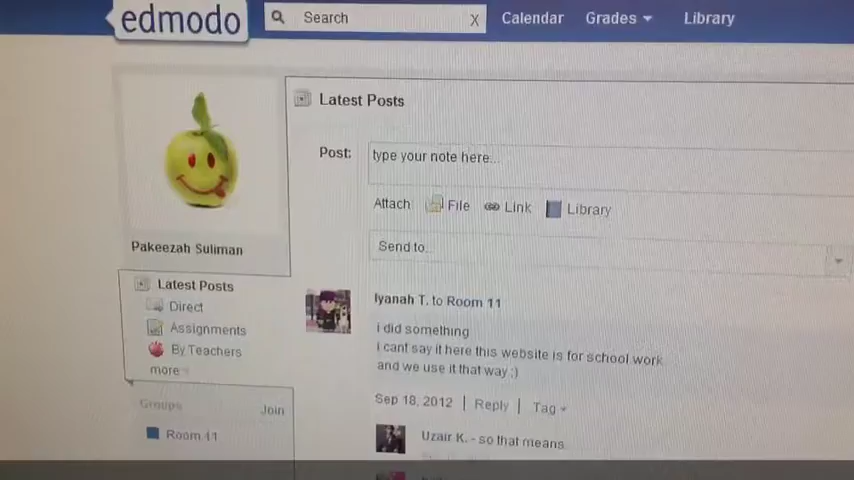 edmodo
Search X
Calendar
Grades
Library
Latest Posts
Post:
type your note here...
Attach
File
Link
Library
Send to..
Pakeezah Suliman
Latest Posts
Direct
Assignments
By Teachers
more
Groups
Join
Room 11
Iyanah T. to Room 11
i did something
i cant say it here this website is for school work
and we use it that way ;)
Sep 18, 2012 | Reply | Tag
Uzair K. - so that means